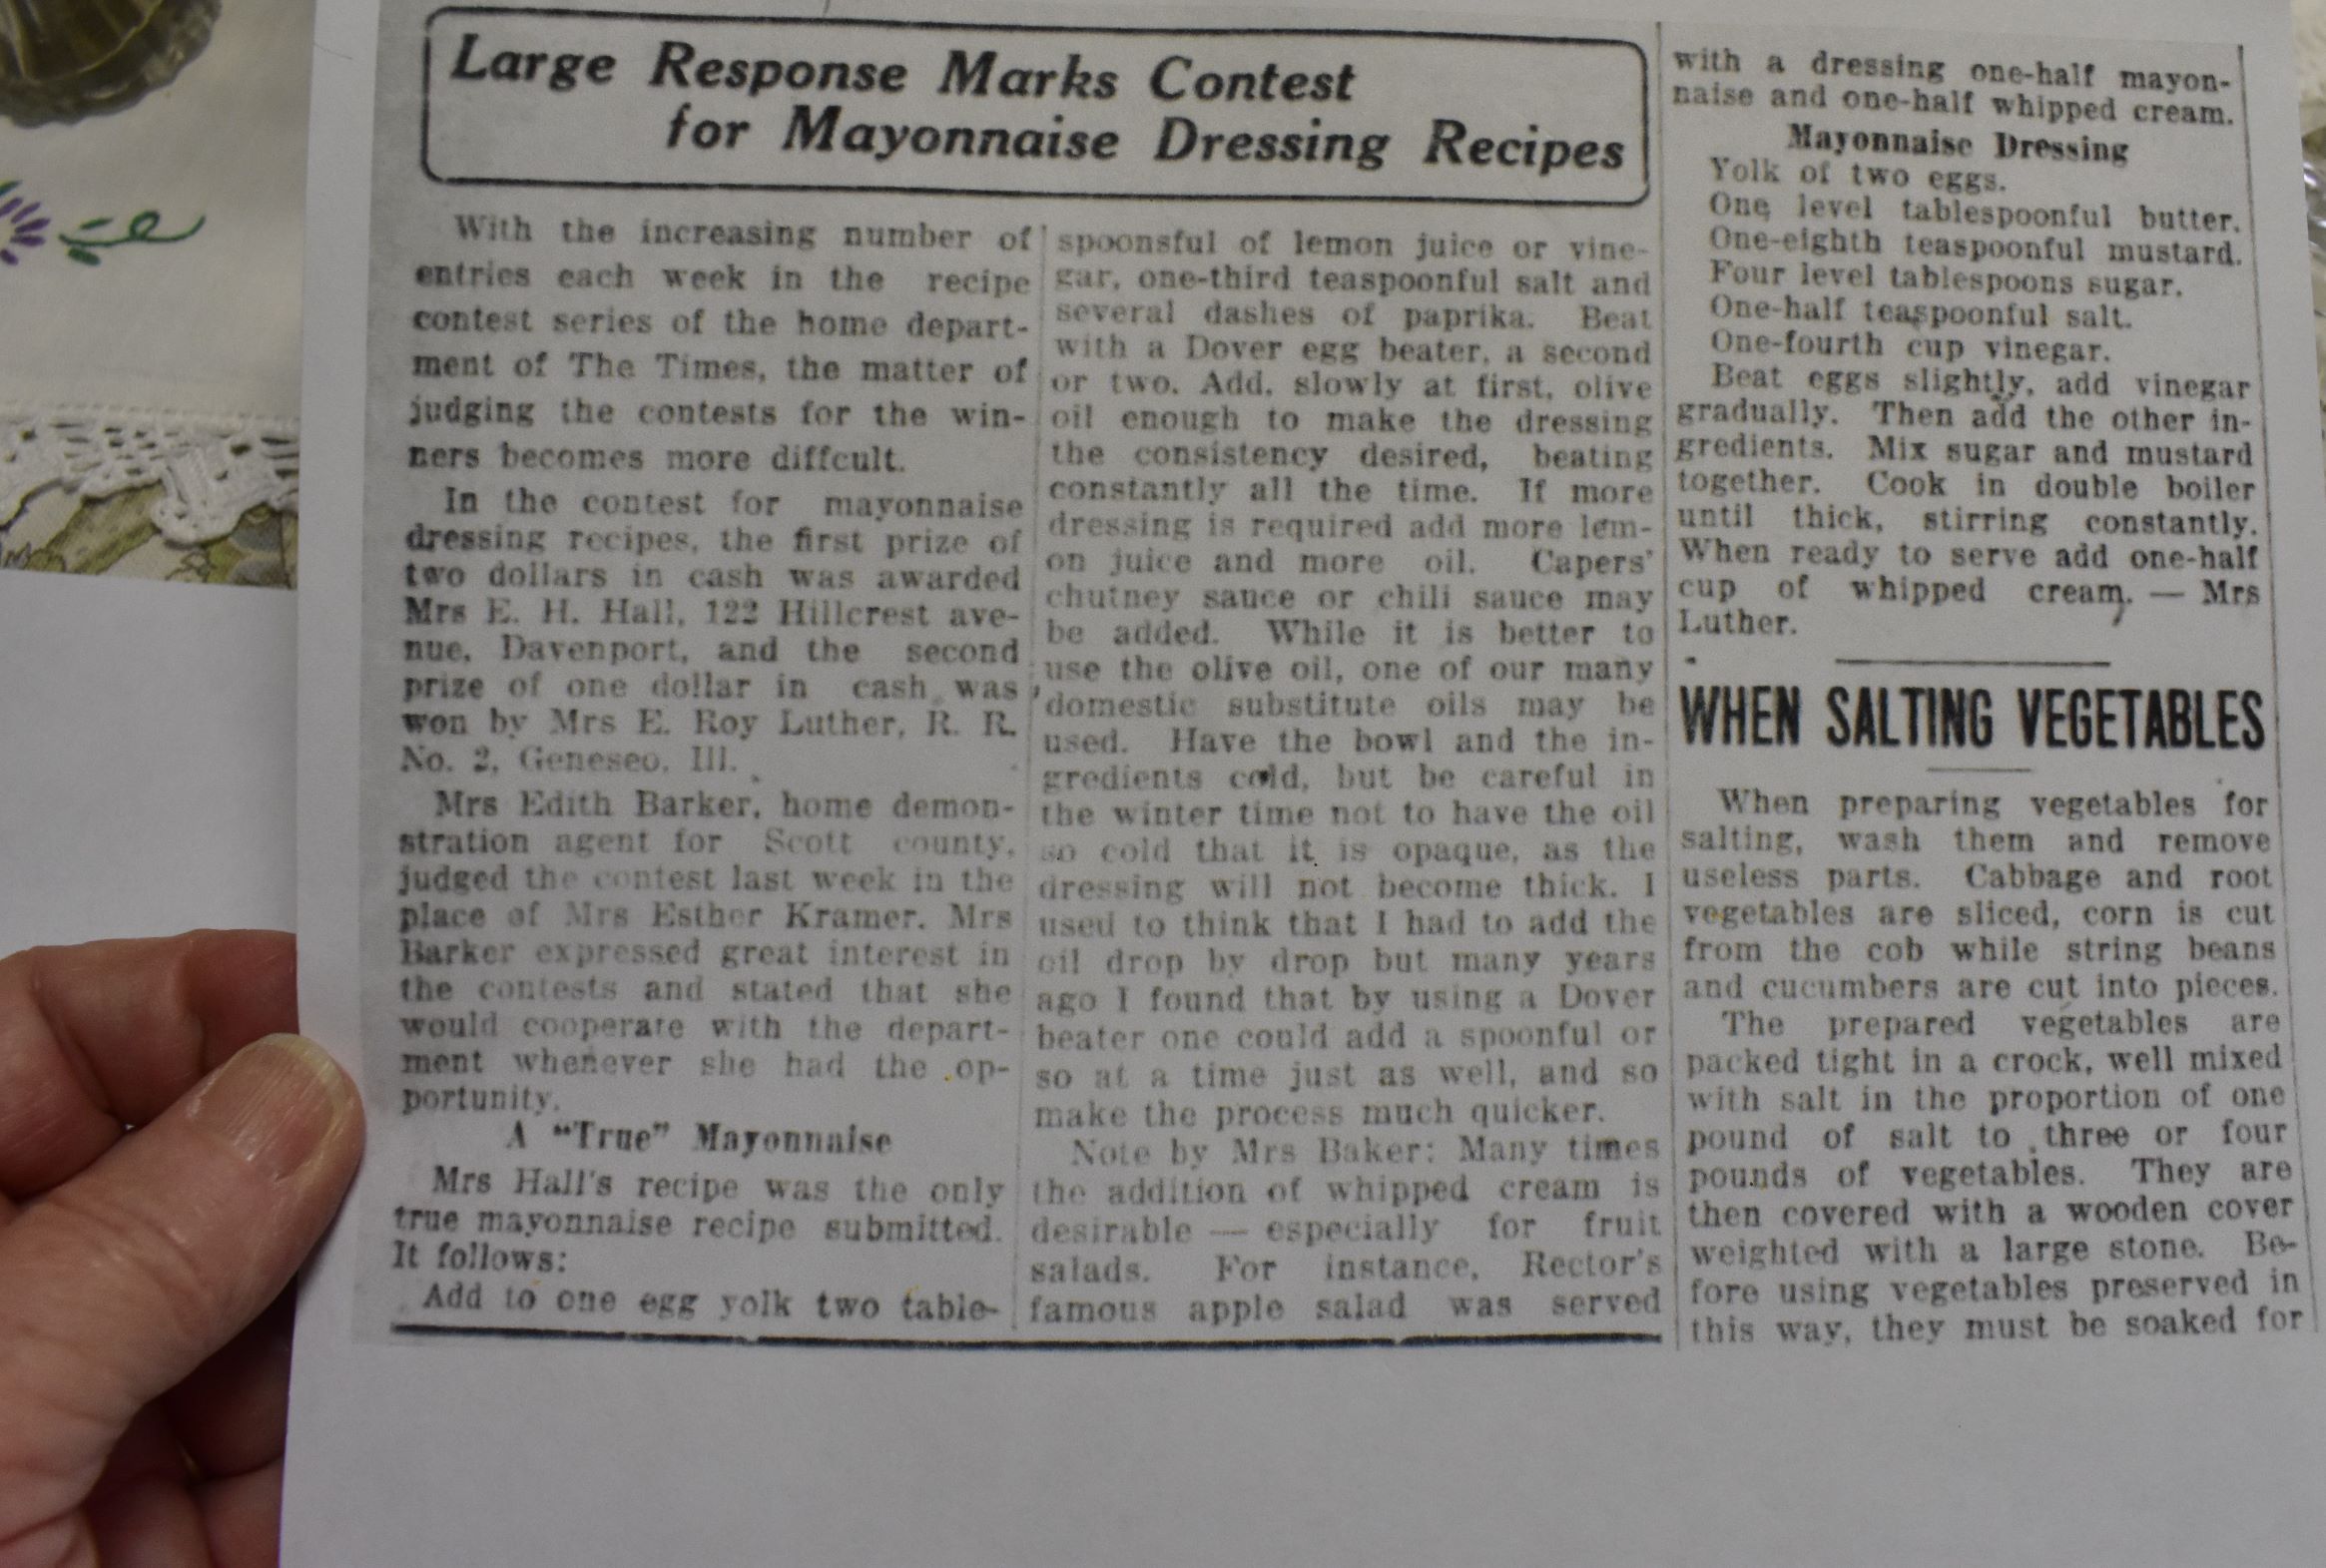 Large Response Marks Contest
for Mayonnaise Dressing Recipes
With the increasing number of
entries each week in the recipe
contest series of the home depart-
ment of The Times, the matter of
judging the contests for the win-
ners becomes more diffcult.
In the contest for mayonnaise
dressing recipes, the first prize of
two dollars in cash was awarded
Mrs E. H. Hall, 122 Hillcrest ave-
nue, Davenport, and the second
prize of one dollar in cash was
won by Mrs E. Roy Luther, R. R.
No. 2, Geneseo, Ill.
Mrs Edith Barker, home demon-
stration agent for Scott county,
judged the contest last week in the
place of Mrs Esther Kramer. Mrs
Barker expressed great interest in
the contests and stated that she
would cooperate with the depart-
ment whenever she had the op-
portunity.
A "True" Mayonnaise
Mrs Hall's recipe was the only
true mayonnaise recipe submitted.
It follows:
Add to one egg yolk two table-
spoonsful of lemon juice or vine-
gar, one-third teaspoonful salt and
several dashes of paprika. Beat
with a Dover egg beater, a second
or two. Add, slowly at first, olive
oil enough to make the dressing
the consistency desired, beating
constantly all the time. If more
dressing is required add more lem-
on juice and more oil. Capers'
chutney sauce or chili sauce may
be added. While it is better to
use the olive oil, one of our many
domestic substitute oils may be
used. Have the bowl and the in-
gredients cold, but be careful in
the winter time not to have the oil
so cold that it is opaque, as the
dressing will not become thick. I
used to think that I had to add the
oil drop by drop but many years
ago I found that by using a Dover
beater one could add a spoonful or
so at a time just as well, and so
make the process much quicker.
Note by Mrs Baker: Many times
the addition of whipped cream is
desirable — especially for fruit
salads. For instance, Rector's
famous apple salad was served
with a dressing one-half mayon-
naise and one-half whipped cream.
Mayonnaise Dressing
Yolk of two eggs.
One level tablespoonful butter.
One-eighth teaspoonful mustard.
Four level tablespoons sugar.
One-half teaspoonful salt.
One-fourth cup vinegar.
Beat eggs slightly, add vinegar
gradually. Then add the other in-
gredients. Mix sugar and mustard
together. Cook in double boiler
until thick, stirring constantly.
When ready to serve add one-half
cup of whipped cream. — Mrs
Luther.
WHEN SALTING VEGETABLES
When preparing vegetables for
salting, wash them and remove
useless parts. Cabbage and root
vegetables are sliced, corn is cut
from the cob while string beans
and cucumbers are cut into pieces.
The prepared vegetables are
packed tight in a crock, well mixed
with salt in the proportion of one
pound of salt to three or four
pounds of vegetables. They are
then covered with a wooden cover
weighted with a large stone. Be-
fore using vegetables preserved in
this way, they must be soaked for